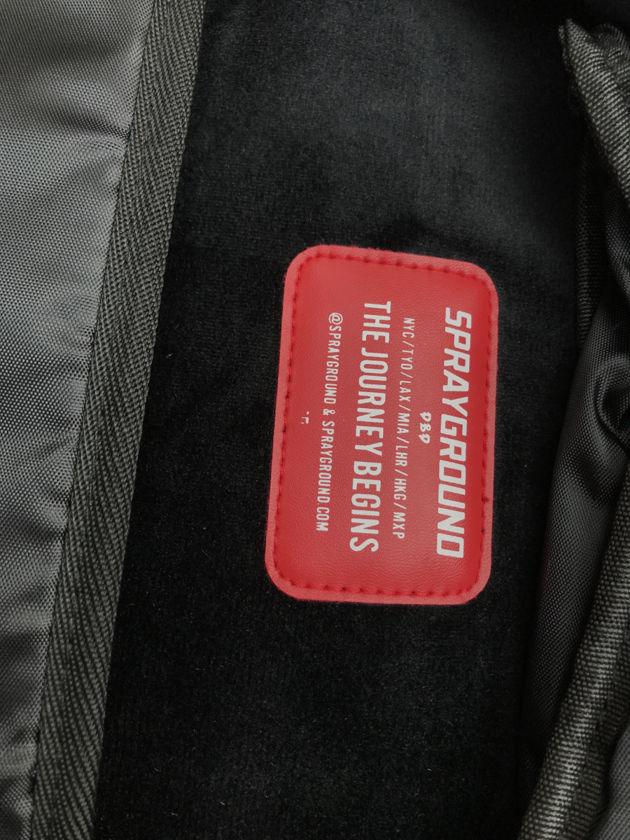 SPRAYGROUND
DBD
NYC/TYO/LAX/MIA/LHR/HKG/MXP
THE JOURNEY BEGINS
@SPRAYGROUND & SPRAYGROUND.COM